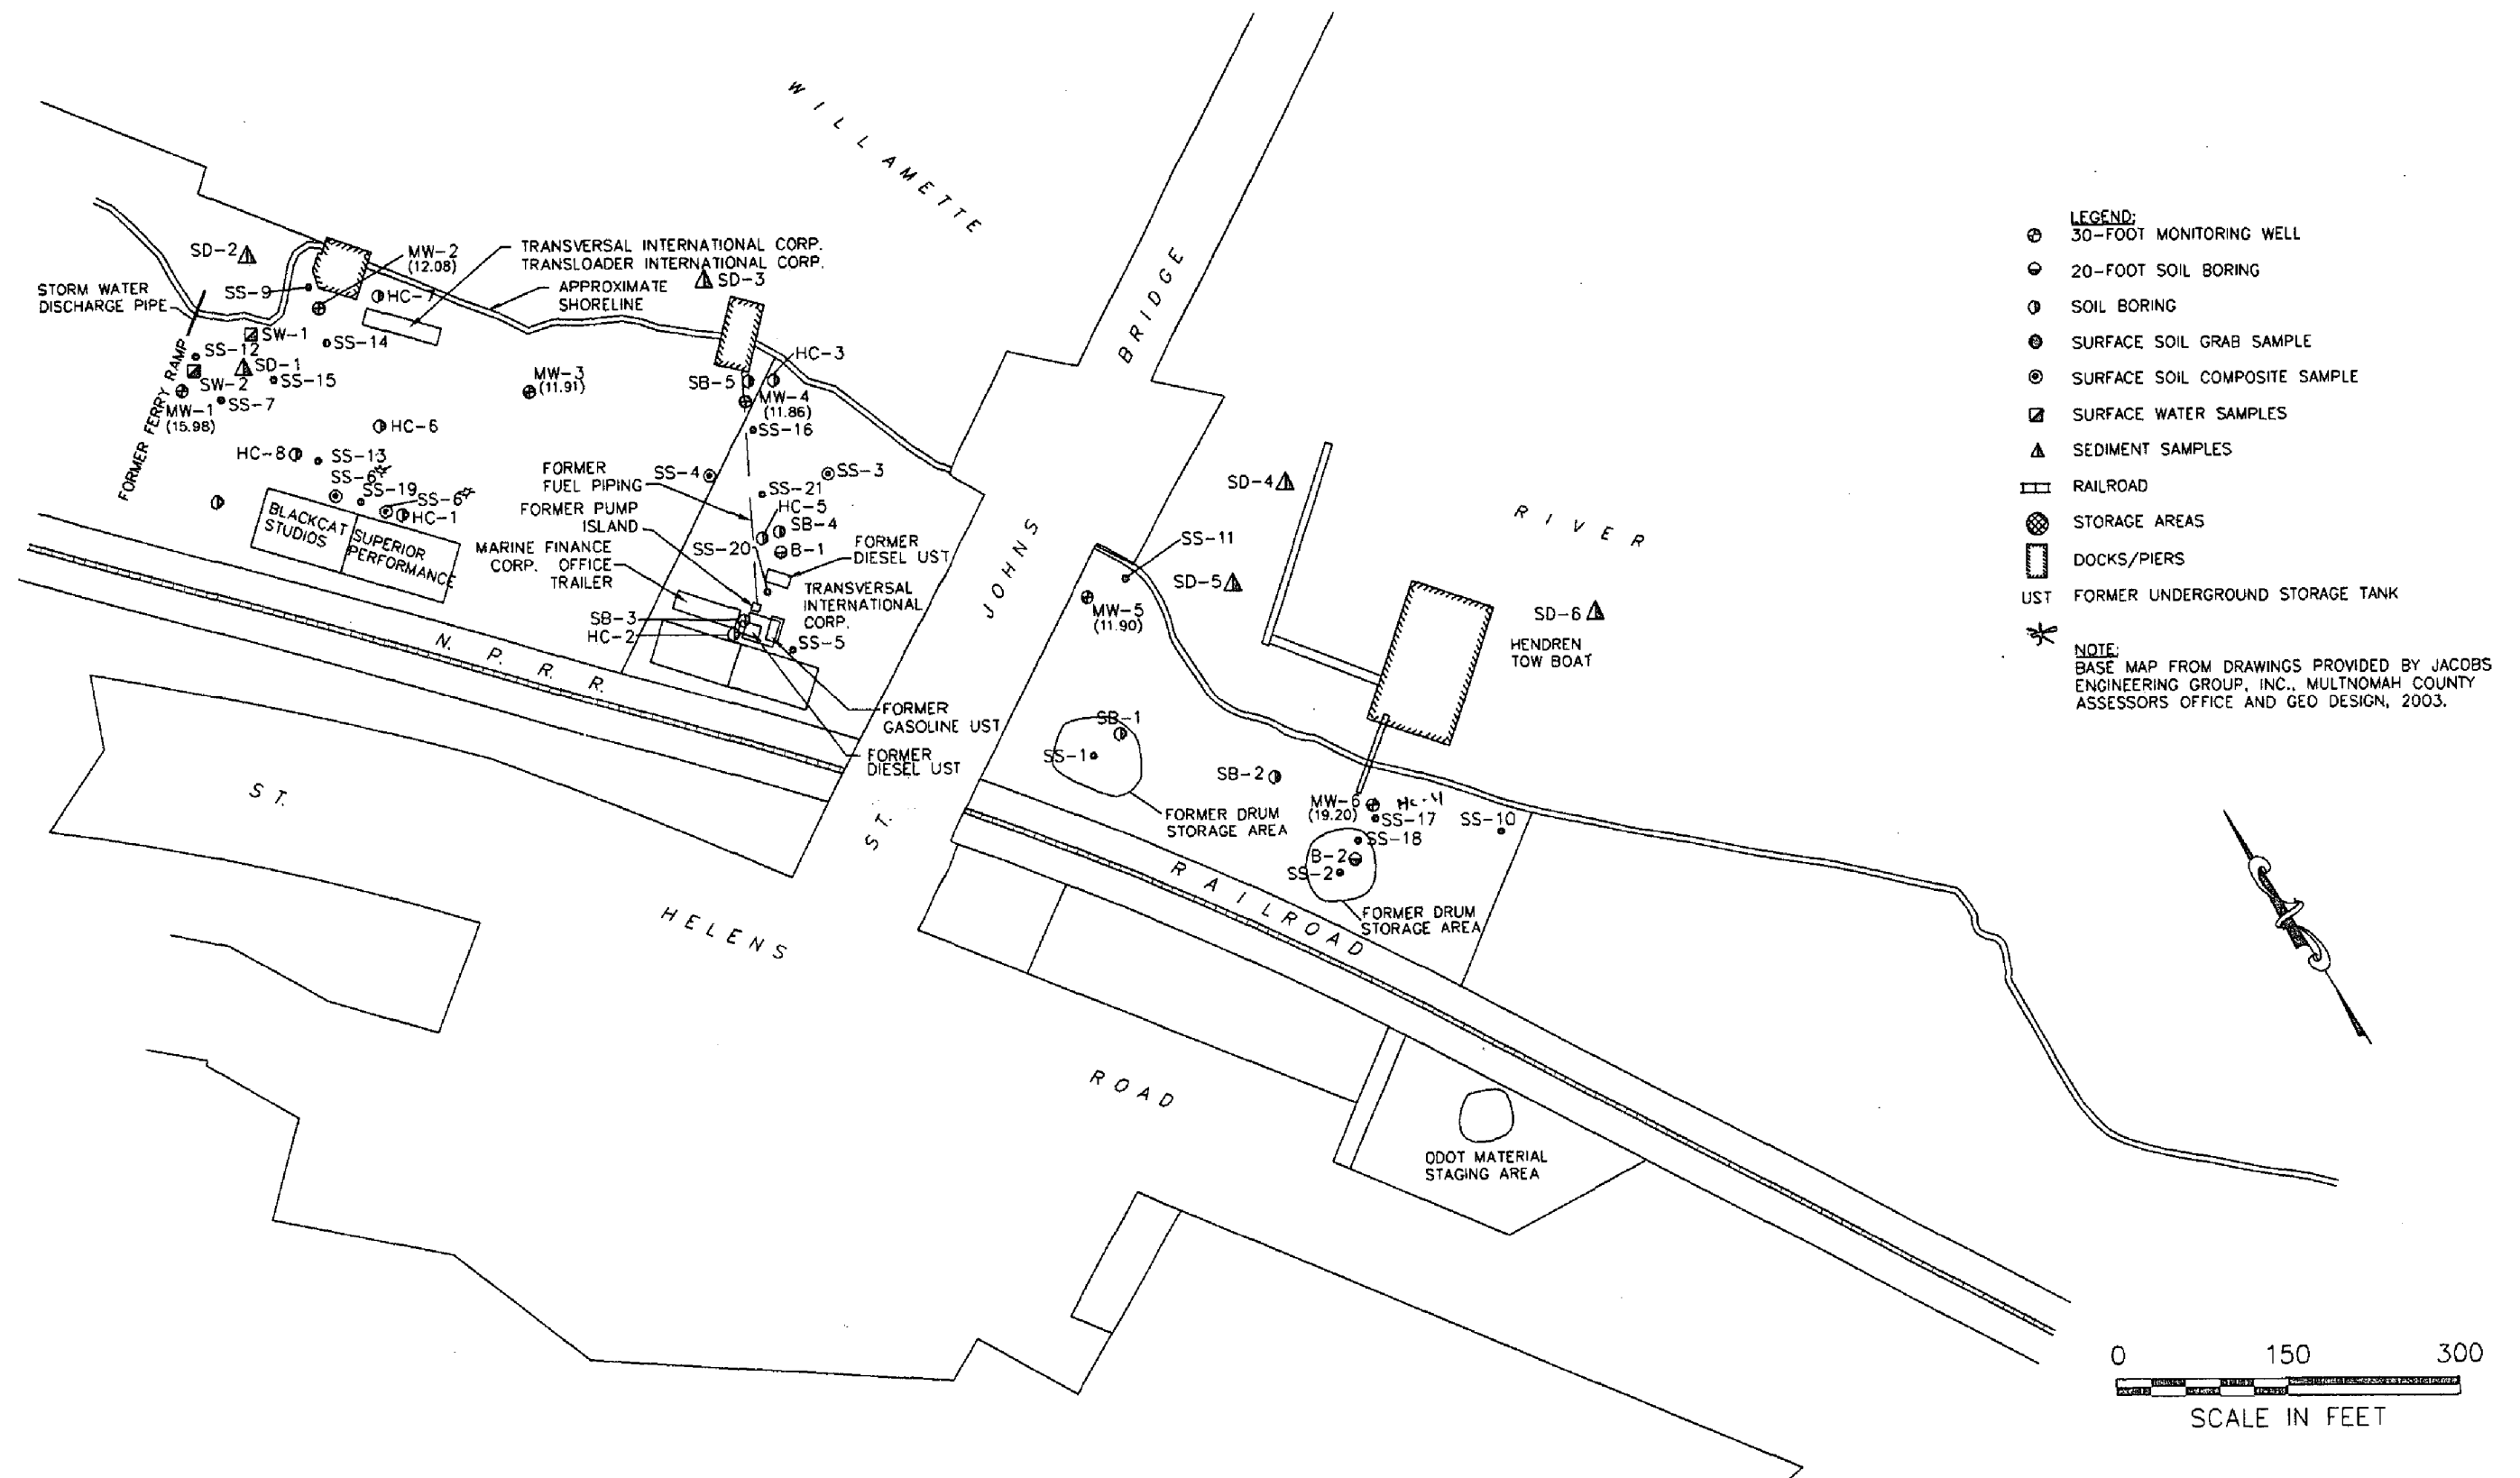 WILLAMETTE
RIVER
ST. JOHNS BRIDGE
SD-2
MW-2
(12.08)
TRANSVERSAL INTERNATIONAL CORP.
TRANSLOADER INTERNATIONAL CORP.
SD-3
STORM WATER
DISCHARGE PIPE
SS-9
HC-7
APPROXIMATE
SHORELINE
SW-1
SS-14
SS-12
SD-1
SS-15
SW-2
SS-7
MW-1
(15.98)
FORMER FERRY RAMP
MW-3
(11.91)
HC-3
SB-5
MW-4
(11.86)
SS-16
HC-6
HC-8
SS-13
SS-6
SS-19
SS-6
HC-1
BLACKCAT
STUDIOS
SUPERIOR
PERFORMANCE
FORMER
FUEL PIPING
SS-4
SS-3
SS-21
HC-5
FORMER PUMP
ISLAND
SB-4
SS-20
B-1
FORMER
DIESEL UST
MARINE FINANCE
CORP. OFFICE
TRAILER
TRANSVERSAL
INTERNATIONAL
CORP.
SB-3
HC-2
SS-5
FORMER
GASOLINE UST
FORMER
DIESEL UST
N. P. R. R.
SD-4
SS-11
SD-5
MW-5
(11.90)
SD-6
HENDREN
TOW BOAT
SB-1
SS-1
SB-2
FORMER DRUM
STORAGE AREA
MW-6
(19.20)
HC-4
SS-17
SS-10
SS-18
B-2
SS-2
FORMER DRUM
STORAGE AREA
RAILROAD
ST. HELENS ROAD
ODOT MATERIAL
STAGING AREA
LEGEND:
30-FOOT MONITORING WELL
20-FOOT SOIL BORING
SOIL BORING
SURFACE SOIL GRAB SAMPLE
SURFACE SOIL COMPOSITE SAMPLE
SURFACE WATER SAMPLES
SEDIMENT SAMPLES
RAILROAD
STORAGE AREAS
DOCKS/PIERS
UST FORMER UNDERGROUND STORAGE TANK
NOTE:
BASE MAP FROM DRAWINGS PROVIDED BY JACOBS
ENGINEERING GROUP, INC., MULTNOMAH COUNTY
ASSESSORS OFFICE AND GEO DESIGN, 2003.
0 150 300
SCALE IN FEET